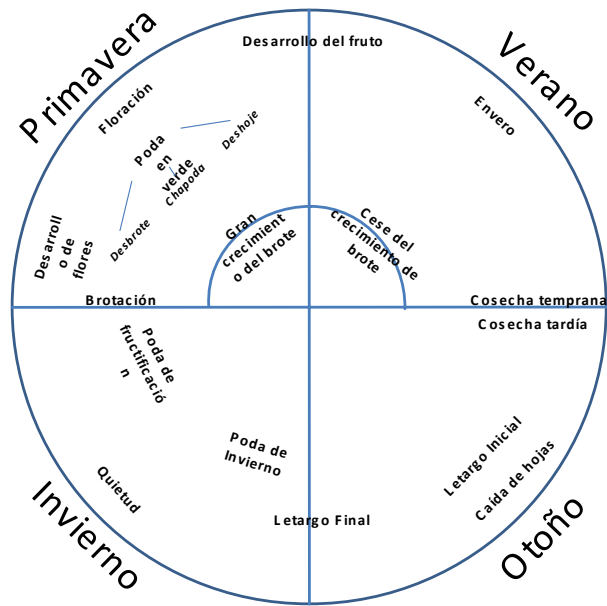 Primavera
Desarrollo del fruto
Verano
Floración
Envero
Deshoje
Poda
en
verde
Chapoda
Desbrote
Desarroll
o de
flores
Gran
crecimient
o del brote
Cese del
crecimiento de
brote
Brotación
Cosecha temprana
Cosecha tardía
Poda de
fructificació
n
Poda de
Invierno
Letargo Inicial
Caída de hojas
Quietud
Letargo Final
Invierno
Otoño